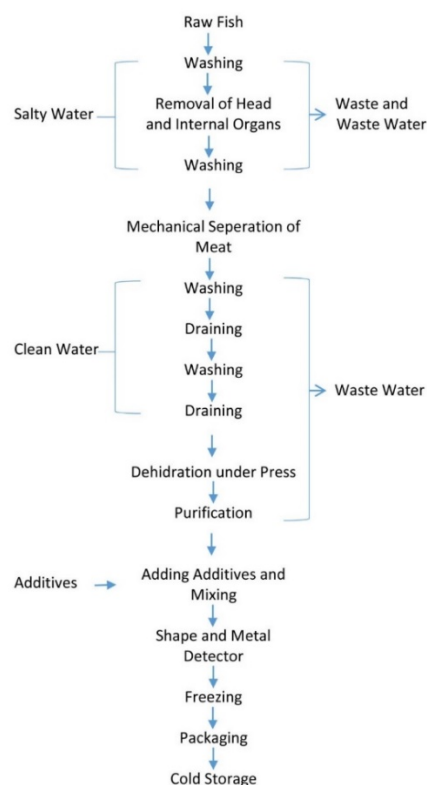 Raw Fish
Washing
Salty Water
Removal of Head
and Internal Organs
Waste and
Waste Water
Washing
Mechanical Seperation of
Meat
Washing
Draining
Clean Water
Washing
Waste Water
Draining
Dehidration under Press
Purification
Additives
Adding Additives and
Mixing
Shape and Metal
Detector
Freezing
Packaging
Cold Storage